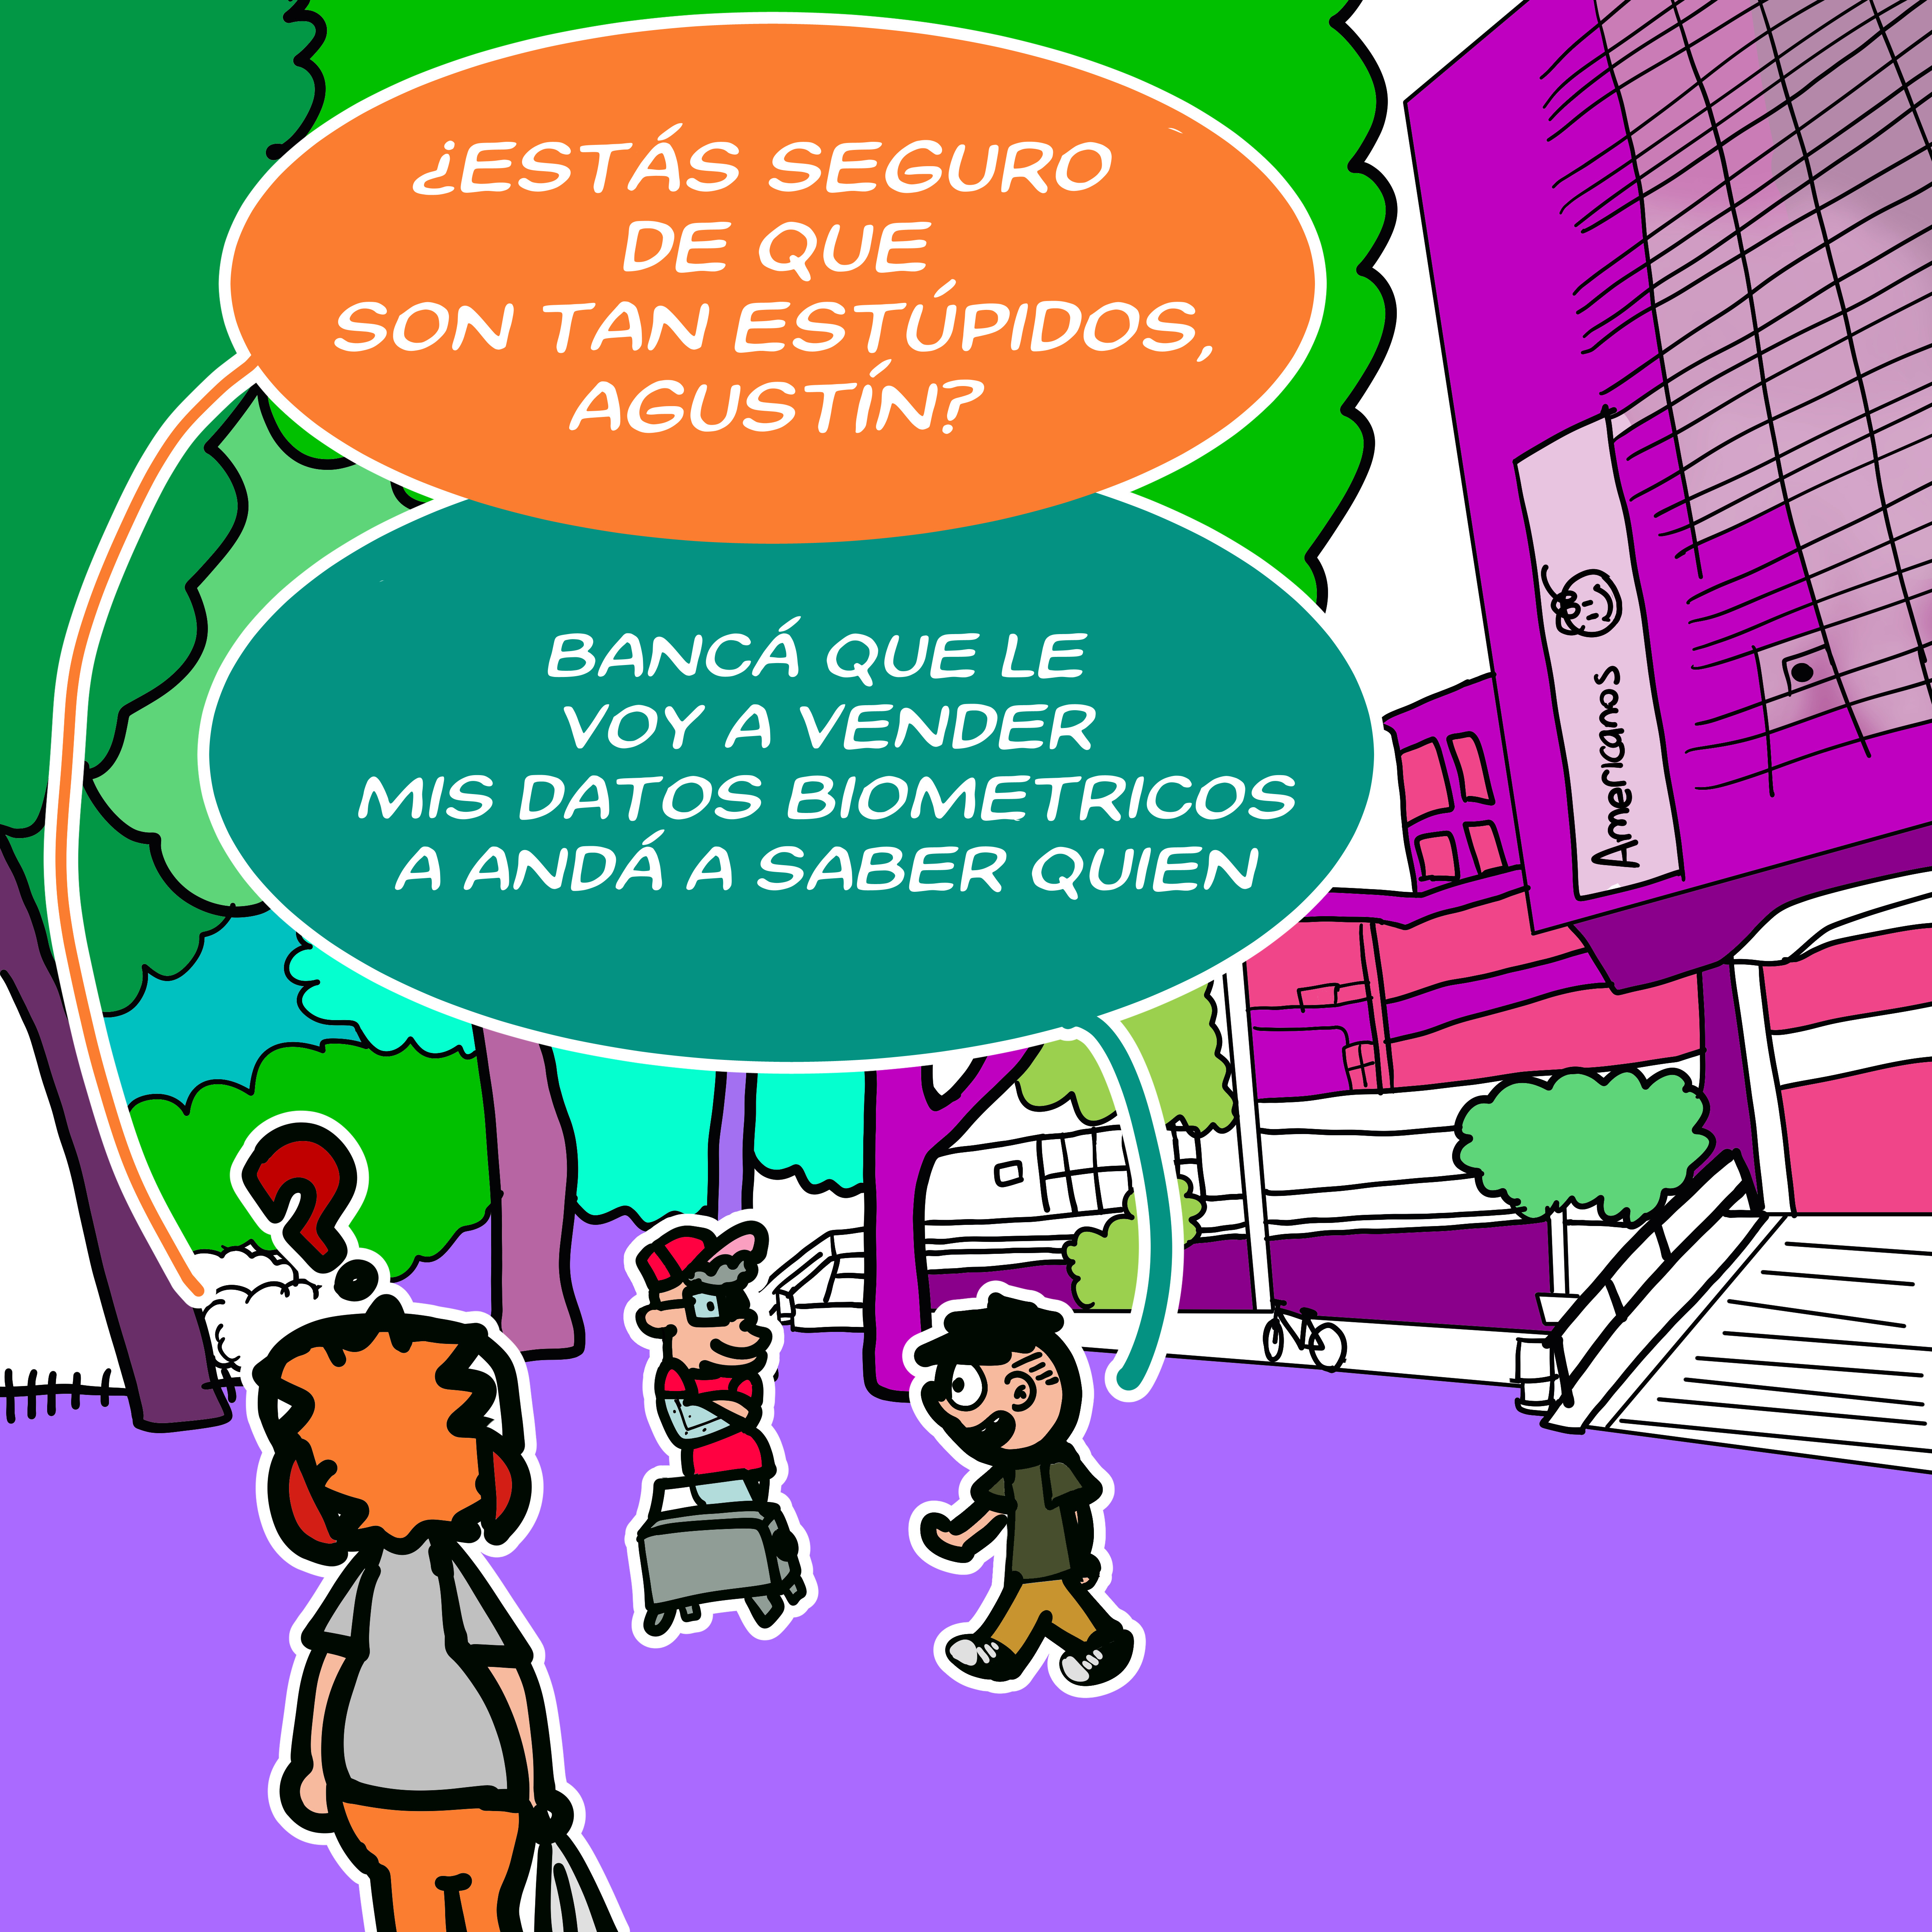 ¿ESTÁS SEGURO
DE QUE
SON TAN ESTÚPIDOS,
AGUSTÍN?
BANCÁ QUE LE
VOY A VENDER
MIS DATOS BIOMETRICOS
A ANDÁ A SABER QUIEN
Americanas
?